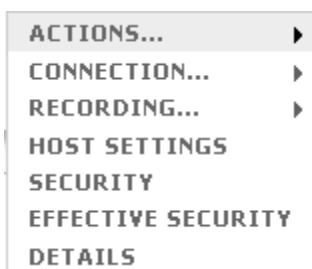 ACTIONS...
CONNECTION...
RECORDING...
HOST SETTINGS
SECURITY
EFFECTIVE SECURITY
DETAILS